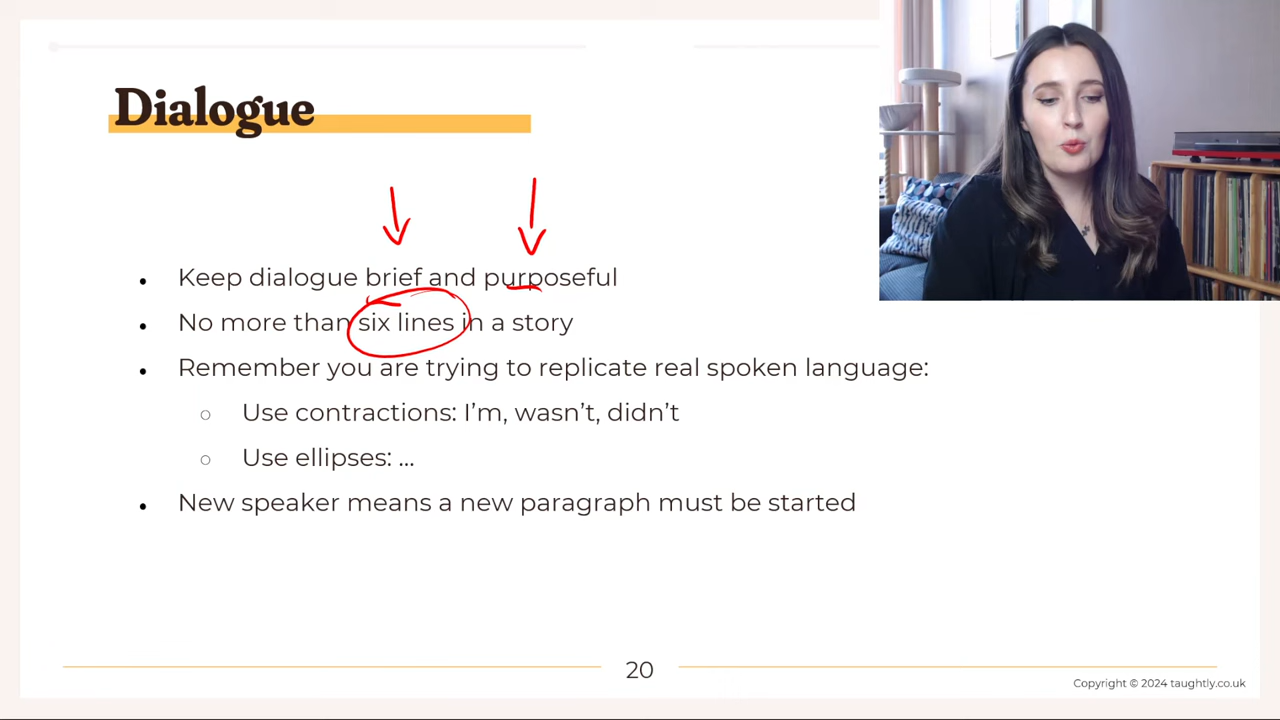 Dialogue
Keep dialogue brief and purposeful
No more than six lines in a story
Remember you are trying to replicate real spoken language:
Use contractions: I’m, wasn’t, didn’t
Use ellipses: ...
New speaker means a new paragraph must be started
20
Copyright © 2024 taughtly.co.uk